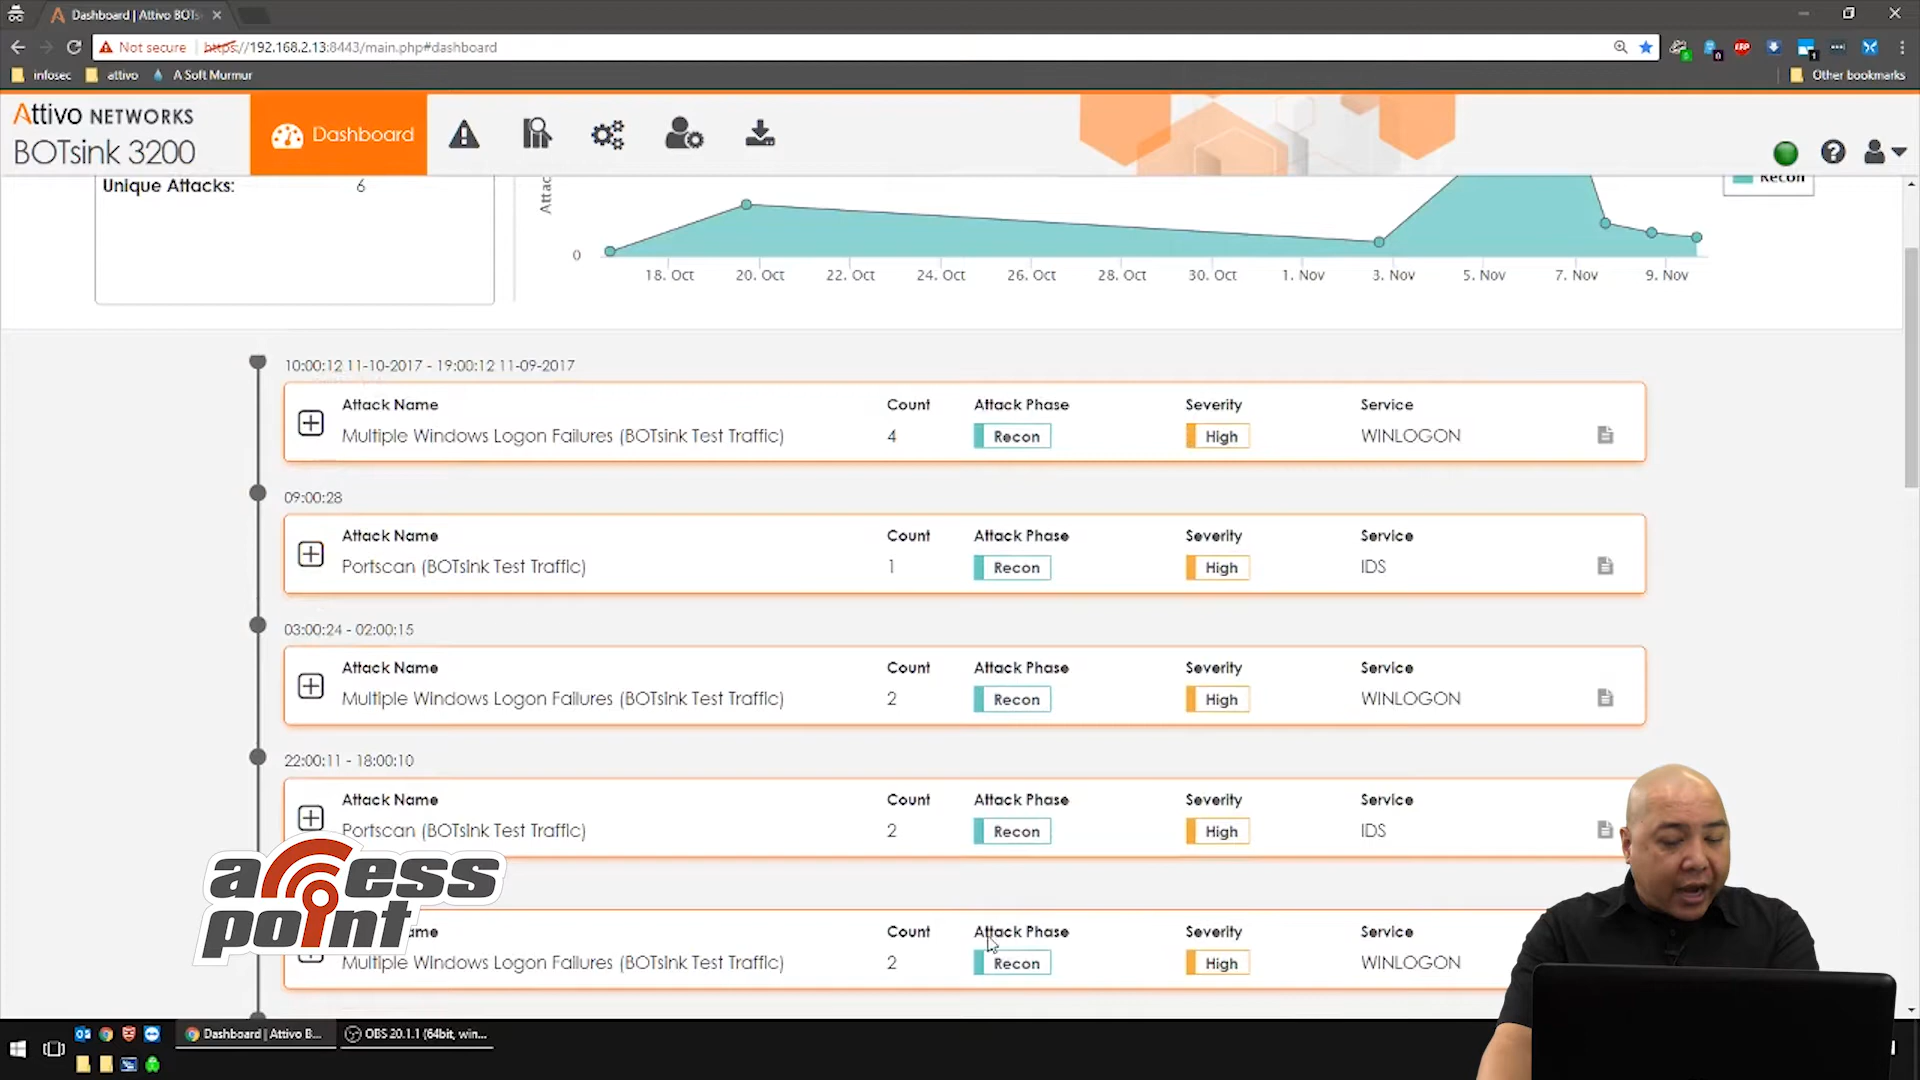 Dashboard | Attivo BOTs
Not secure https://192.168.2.13:8443/main.php#dashboard
infosec attivo A Soft Murmur Other bookmarks
Attivo NETWORKS
BOTsink 3200
Dashboard
Unique Attacks: 6
Attac
Recon
0
18. Oct 20. Oct 22. Oct 24. Oct 26. Oct 28. Oct 30. Oct 1. Nov 3. Nov 5. Nov 7. Nov 9. Nov
10:00:12 11-10-2017 - 19:00:12 11-09-2017
Attack Name Count Attack Phase Severity Service
Multiple Windows Logon Failures (BOTsink Test Traffic) 4 Recon High WINLOGON
09:00:28
Attack Name Count Attack Phase Severity Service
Portscan (BOTsink Test Traffic) 1 Recon High IDS
03:00:24 - 02:00:15
Attack Name Count Attack Phase Severity Service
Multiple Windows Logon Failures (BOTsink Test Traffic) 2 Recon High WINLOGON
22:00:11 - 18:00:10
Attack Name Count Attack Phase Severity Service
Portscan (BOTsink Test Traffic) 2 Recon High IDS
access
point
ame Count Attack Phase Severity Service
Multiple Windows Logon Failures (BOTsink Test Traffic) 2 Recon High WINLOGON
Dashboard | Attivo B... OBS 20.1.1 (64bit, win...